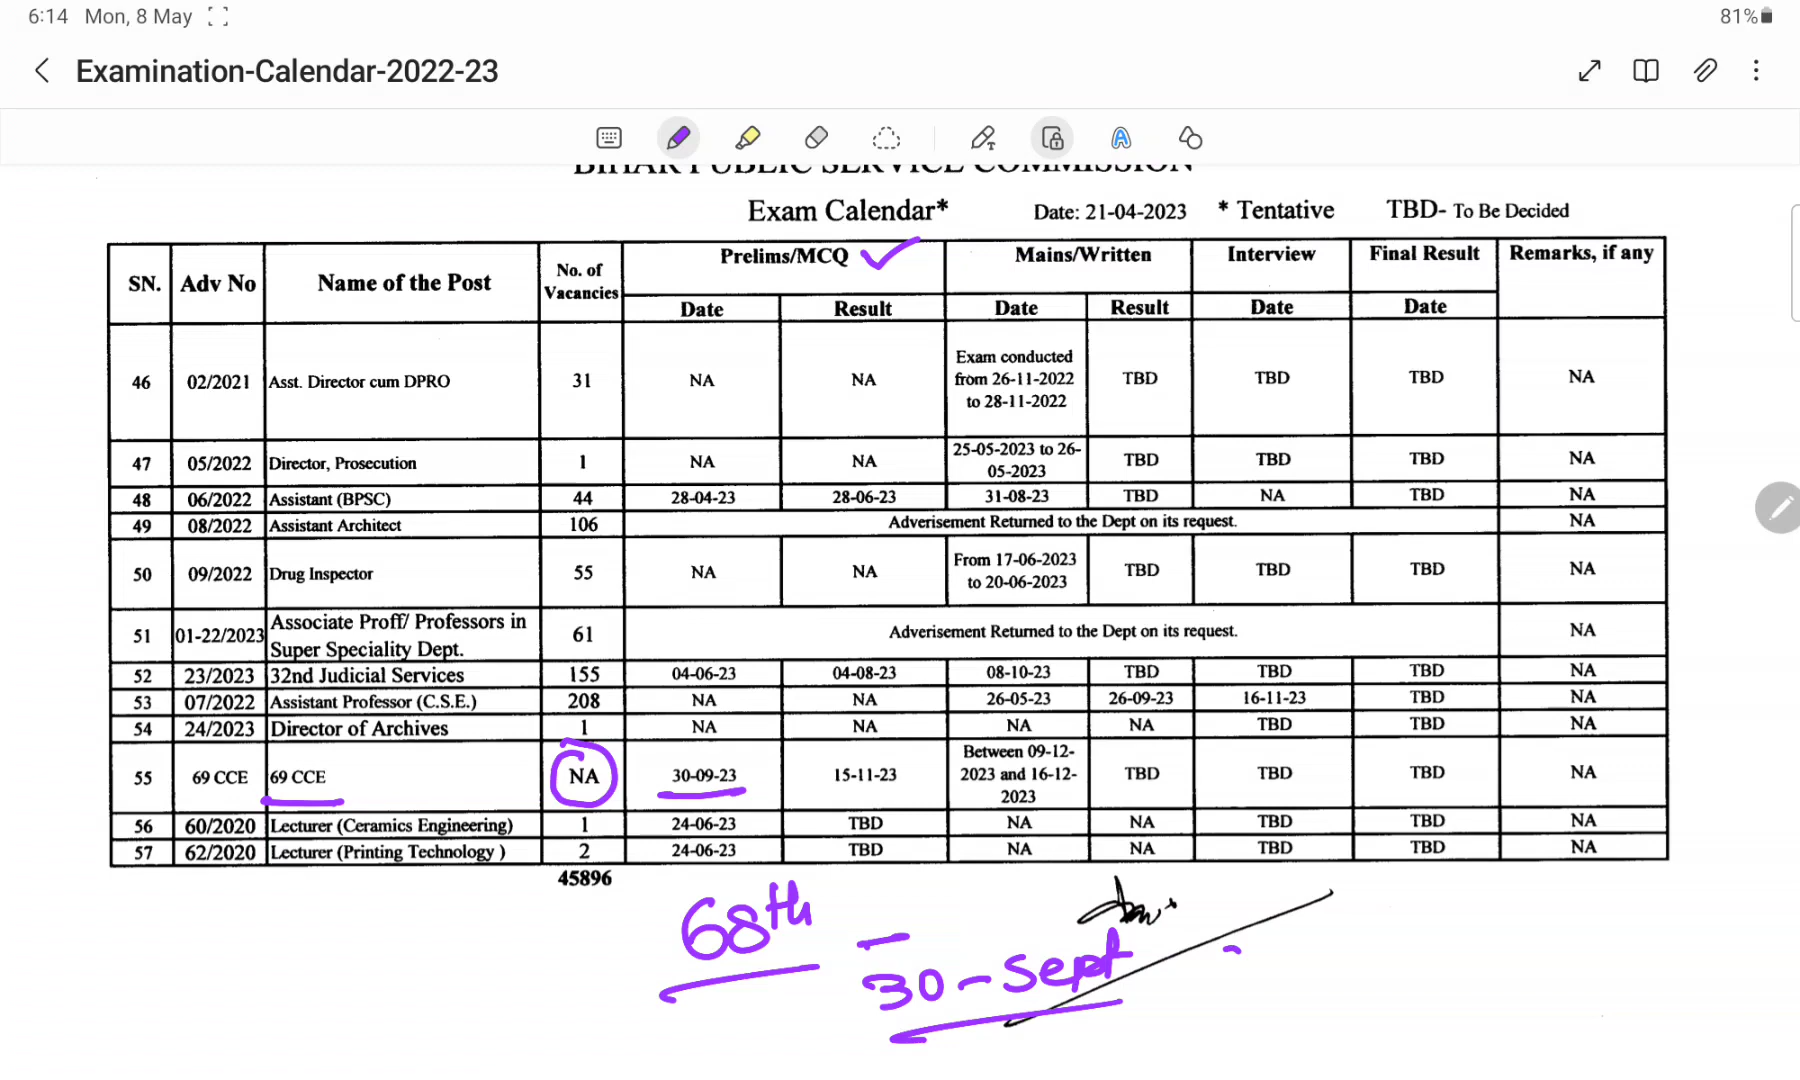 6:14 Mon, 8 May 81%
Examination-Calendar-2022-23
BIHAR PUBLIC SERVICE COMMISSION
Exam Calendar* Date: 21-04-2023 * Tentative TBD- To Be Decided
SN. Adv No Name of the Post No. of Vacancies Prelims/MCQ Mains/Written Interview Final Result Remarks, if any
Date Result Date Result Date Date
46 02/2021 Asst. Director cum DPRO 31 NA NA Exam conducted from 26-11-2022 to 28-11-2022 TBD TBD TBD NA
47 05/2022 Director, Prosecution 1 NA NA 25-05-2023 to 26-05-2023 TBD TBD TBD NA
48 06/2022 Assistant (BPSC) 44 28-04-23 28-06-23 31-08-23 TBD NA TBD NA
49 08/2022 Assistant Architect 106 Adverisement Returned to the Dept on its request. NA
50 09/2022 Drug Inspector 55 NA NA From 17-06-2023 to 20-06-2023 TBD TBD TBD NA
51 01-22/2023 Associate Proff/ Professors in Super Speciality Dept. 61 Adverisement Returned to the Dept on its request. NA
52 23/2023 32nd Judicial Services 155 04-06-23 04-08-23 08-10-23 TBD TBD TBD NA
53 07/2022 Assistant Professor (C.S.E.) 208 NA NA 26-05-23 26-09-23 16-11-23 TBD NA
54 24/2023 Director of Archives 1 NA NA NA NA TBD TBD NA
55 69 CCE 69 CCE NA 30-09-23 15-11-23 Between 09-12-2023 and 16-12-2023 TBD TBD TBD NA
56 60/2020 Lecturer (Ceramics Engineering) 1 24-06-23 TBD NA NA TBD TBD NA
57 62/2020 Lecturer (Printing Technology ) 2 24-06-23 TBD NA NA TBD TBD NA
45896
68th -
30 - Sept